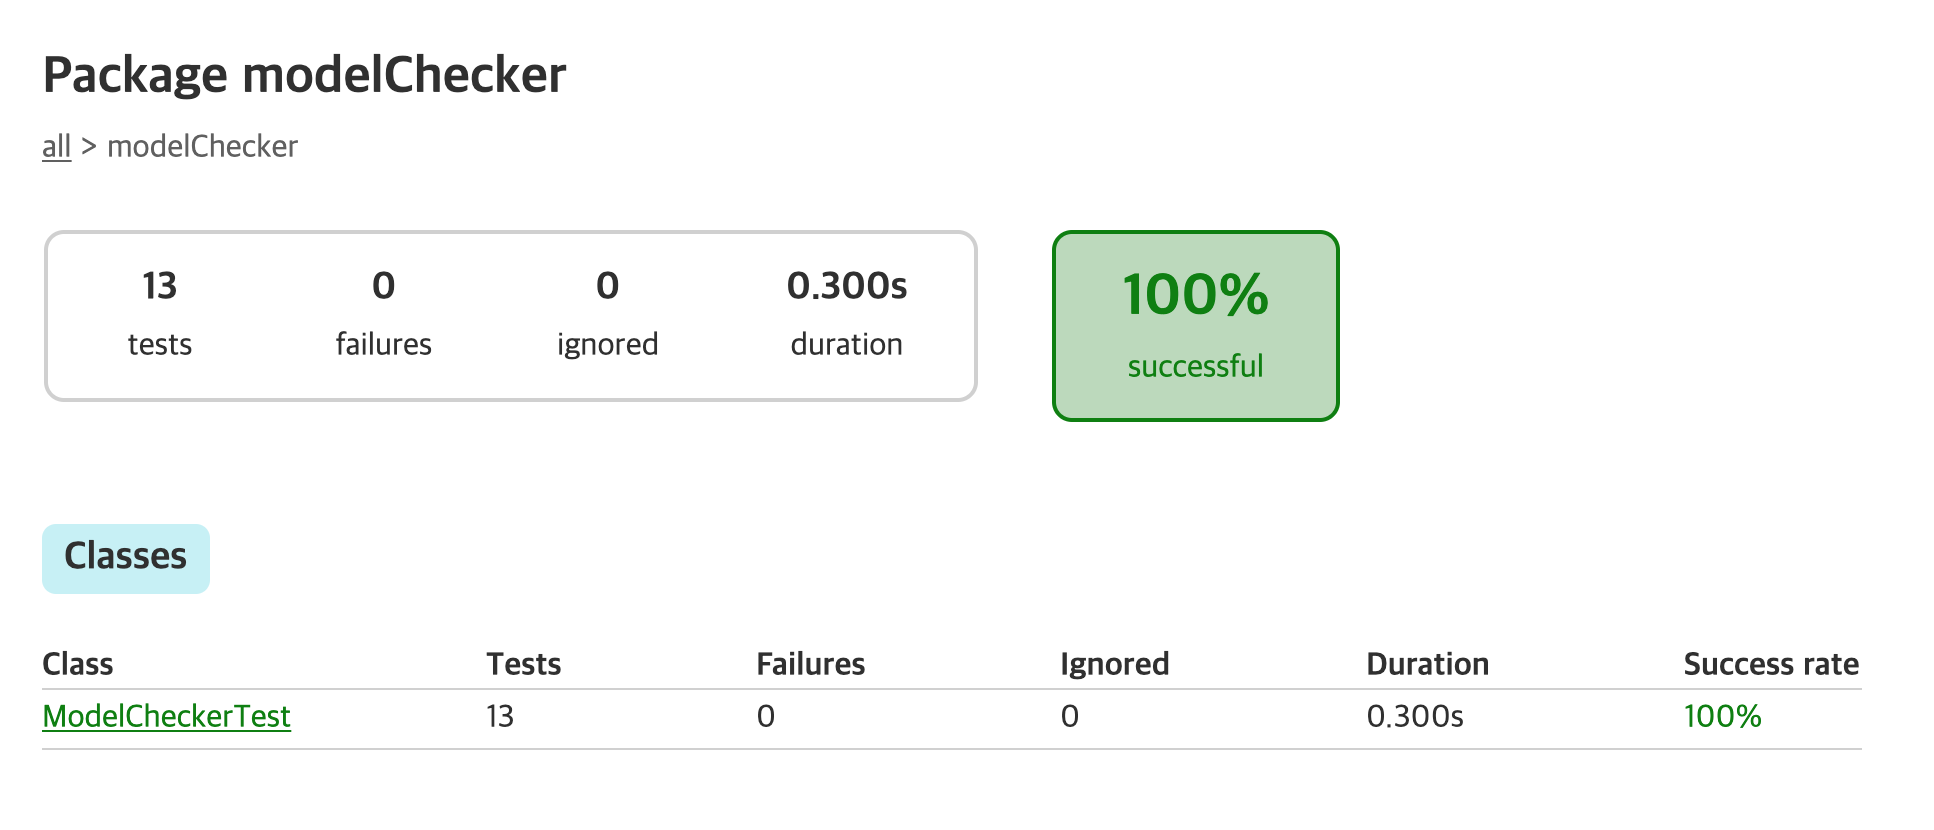 Package modelChecker
all > modelChecker
13 0 0 0.300s
tests failures ignored duration
100%
successful
Classes
Class Tests Failures Ignored Duration Success rate
ModelCheckerTest 13 0 0 0.300s 100%